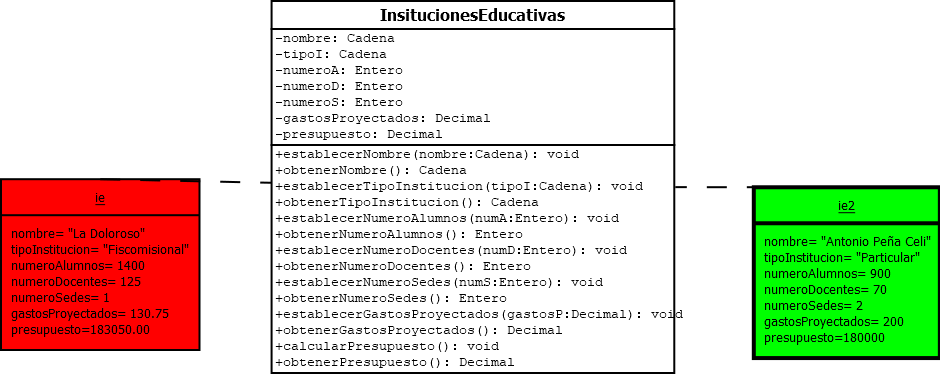 InsitucionesEducativas
-nombre: Cadena
-tipoI: Cadena
-numeroA: Entero
-numeroD: Entero
-numeroS: Entero
-gastosProyectados: Decimal
-presupuesto: Decimal
+establecerNombre(nombre:Cadena): void
+obtenerNombre(): Cadena
+establecerTipoInstitucion(tipoI:Cadena): void
+obtenerTipoInstitucion(): Cadena
+establecerNumeroAlumnos(numA:Entero): void
+obtenerNumeroAlumnos(): Entero
+establecerNumeroDocentes(numD:Entero): void
+obtenerNumeroDocentes(): Entero
+establecerNumeroSedes(numS:Entero): void
+obtenerNumeroSedes(): Entero
+establecerGastosProyectados(gastosP:Decimal): void
+obtenerGastosProyectados(): Decimal
+calcularPresupuesto(): void
+obtenerPresupuesto(): Decimal
ie
nombre= "La Doloroso"
tipoInstitucion= "Fiscomisional"
numeroAlumnos= 1400
numeroDocentes= 125
numeroSedes= 1
gastosProyectados= 130.75
presupuesto=183050.00
ie2
nombre= "Antonio Peña Celi"
tipoInstitucion= "Particular"
numeroAlumnos= 900
numeroDocentes= 70
numeroSedes= 2
gastosProyectados= 200
presupuesto=180000